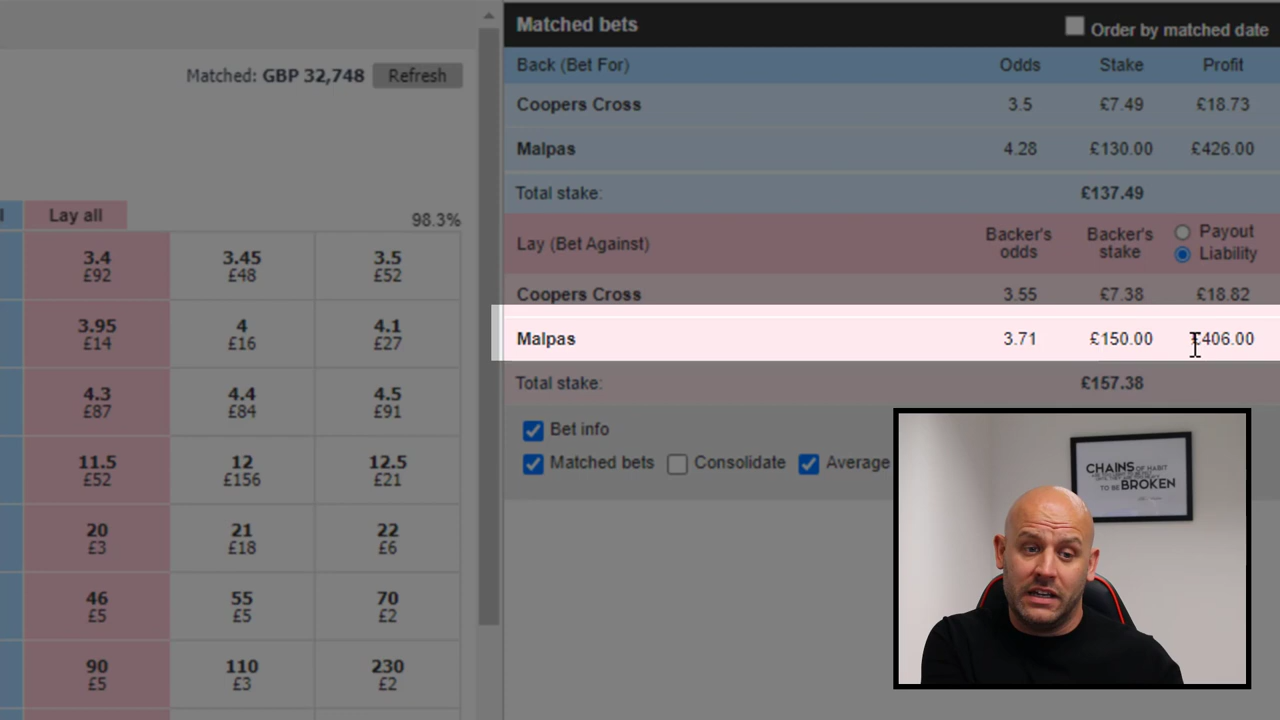 Matched bets
Order by matched date
Matched: GBP 32,748 Refresh
Back (Bet For) Odds Stake Profit
Coopers Cross 3.5 £7.49 £18.73
Malpas 4.28 £130.00 £426.00
Total stake: £137.49
Lay all 98.3%
Lay (Bet Against) Backer's odds Backer's stake Payout Liability
Coopers Cross 3.55 £7.38 £18.82
Malpas 3.71 £150.00 £406.00
Total stake: £157.38
Bet info
Matched bets Consolidate Average
3.4 3.45 3.5
£92 £48 £52
3.95 4 4.1
£14 £16 £27
4.3 4.4 4.5
£87 £84 £91
11.5 12 12.5
£52 £156 £21
20 21 22
£3 £18 £6
46 55 70
£5 £5 £2
90 110 230
£5 £3 £2
CHAINS OF HABIT
TO BE BROKEN